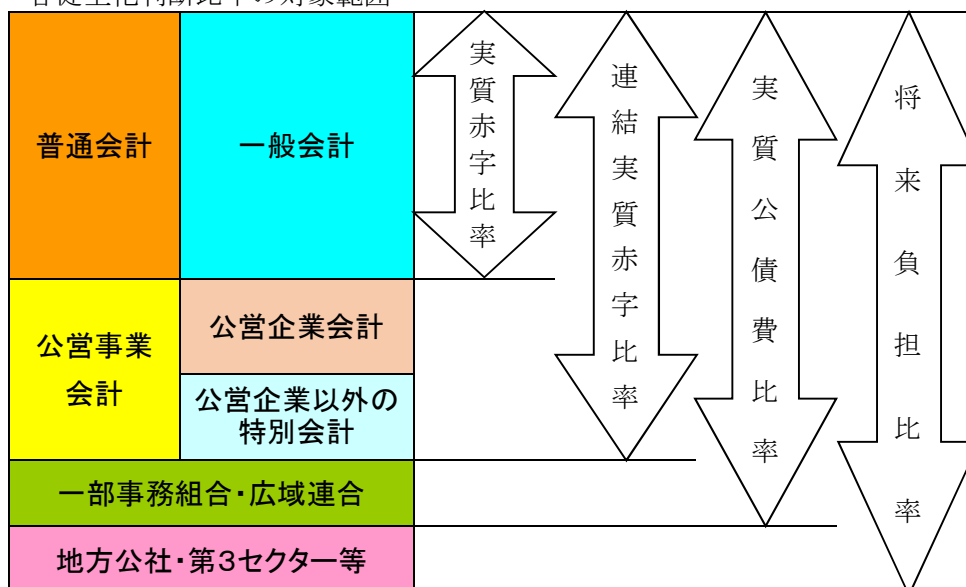 普通会計
一般会計
公営事業
会計
公営企業会計
公営企業以外の
特別会計
一部事務組合・広域連合
地方公社・第3セクター等
実質赤字比率
連結実質赤字比率
実質公債費比率
将来負担比率